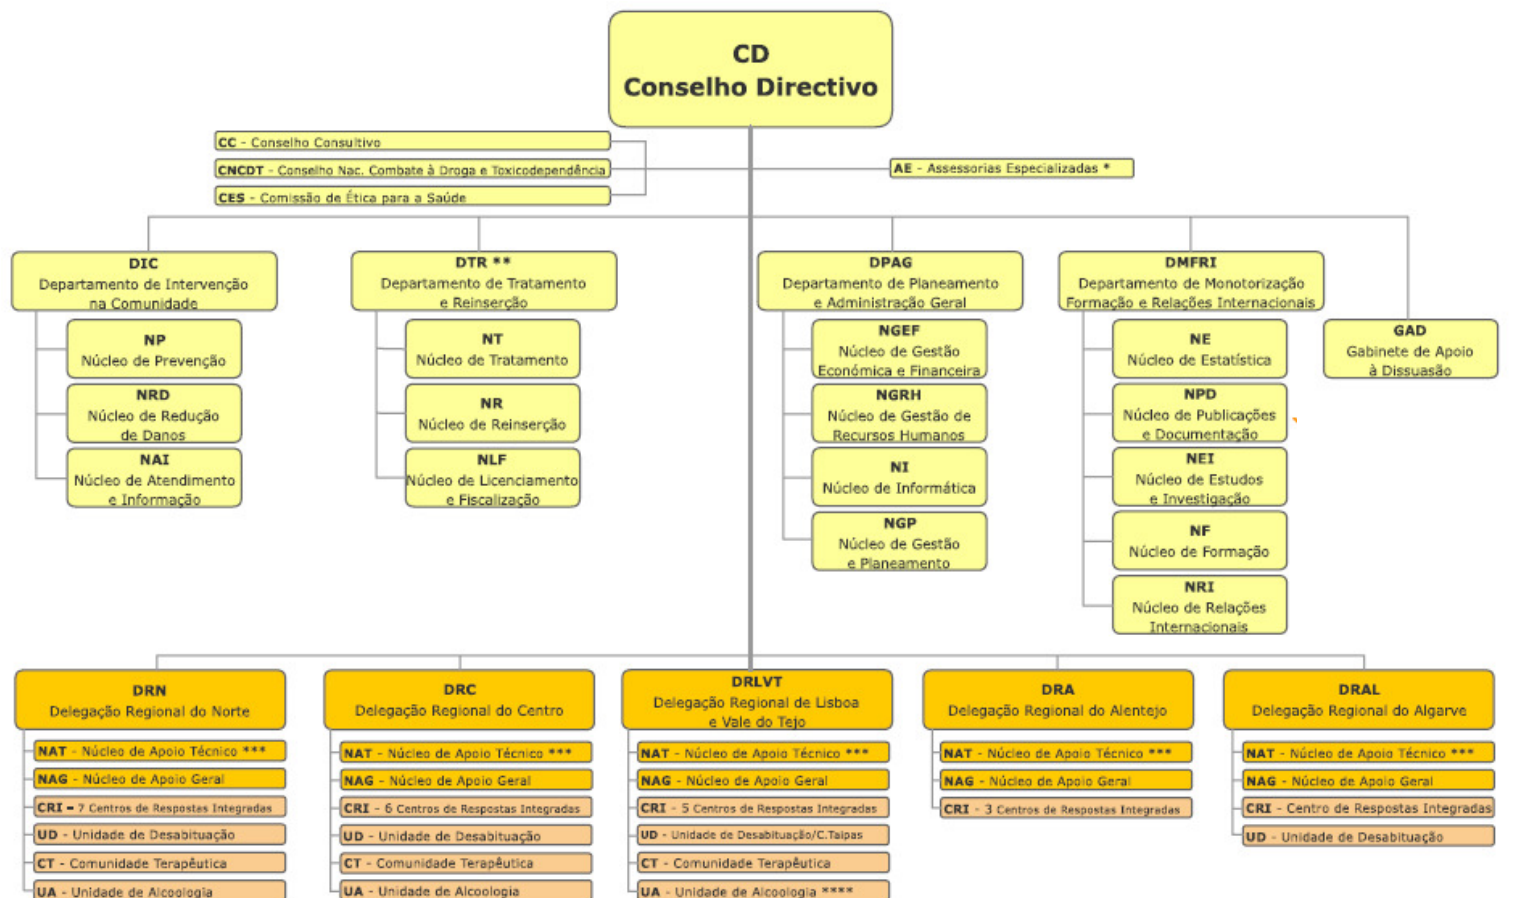 CD
Conselho Directivo
CC - Conselho Consultivo
CNCDT - Conselho Nac. Combate à Droga e Toxicodependência
CES - Comissão de Ética para a Saúde
AE - Assessorias Especializadas *
DIC
Departamento de Intervenção
na Comunidade
NP
Núcleo de Prevenção
NRD
Núcleo de Redução
de Danos
NAI
Núcleo de Atendimento
e Informação
DTR **
Departamento de Tratamento
e Reinserção
NT
Núcleo de Tratamento
NR
Núcleo de Reinserção
NLF
Núcleo de Licenciamento
e Fiscalização
DPAG
Departamento de Planeamento
e Administração Geral
NGEF
Núcleo de Gestão
Económica e Financeira
NGRH
Núcleo de Gestão de
Recursos Humanos
NI
Núcleo de Informática
NGP
Núcleo de Gestão
e Planeamento
DMFRI
Departamento de Monotorização
Formação e Relações Internacionais
NE
Núcleo de Estatística
NPD
Núcleo de Publicações
e Documentação
NEI
Núcleo de Estudos
e Investigação
NF
Núcleo de Formação
NRI
Núcleo de Relações
Internacionais
GAD
Gabinete de Apoio
à Dissuasão
DRN
Delegação Regional do Norte
NAT - Núcleo de Apoio Técnico ***
NAG - Núcleo de Apoio Geral
CRI - 7 Centros de Respostas Integradas
UD - Unidade de Desabituação
CT - Comunidade Terapêutica
UA - Unidade de Alcoologia
DRC
Delegação Regional do Centro
NAT - Núcleo de Apoio Técnico ***
NAG - Núcleo de Apoio Geral
CRI - 6 Centros de Respostas Integradas
UD - Unidade de Desabituação
CT - Comunidade Terapêutica
UA - Unidade de Alcoologia
DRLVT
Delegação Regional de Lisboa
e Vale do Tejo
NAT - Núcleo de Apoio Técnico ***
NAG - Núcleo de Apoio Geral
CRI - 5 Centros de Respostas Integradas
UD - Unidade de Desabituação/C.Taipas
CT - Comunidade Terapêutica
UA - Unidade de Alcoologia ****
DRA
Delegação Regional do Alentejo
NAT - Núcleo de Apoio Técnico ***
NAG - Núcleo de Apoio Geral
CRI - 3 Centros de Respostas Integradas
DRAL
Delegação Regional do Algarve
NAT - Núcleo de Apoio Técnico ***
NAG - Núcleo de Apoio Geral
CRI - Centro de Respostas Integradas
UD - Unidade de Desabituação